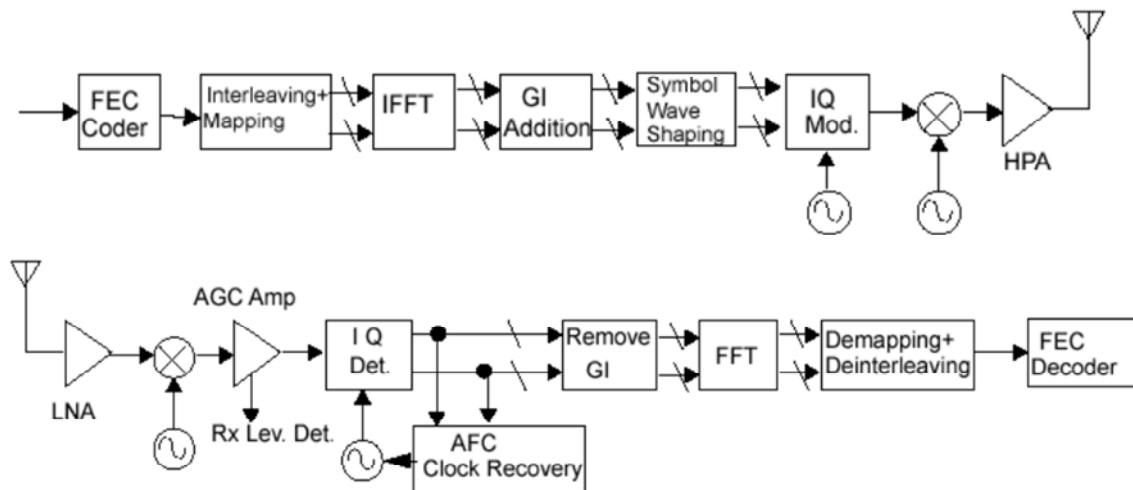 FEC
Coder
Interleaving+
Mapping
IFFT
GI
Addition
Symbol
Wave
Shaping
IQ
Mod.
HPA
LNA
AGC Amp
Rx Lev. Det.
I Q
Det.
AFC
Clock Recovery
Remove
GI
FFT
Demapping+
Deinterleaving
FEC
Decoder